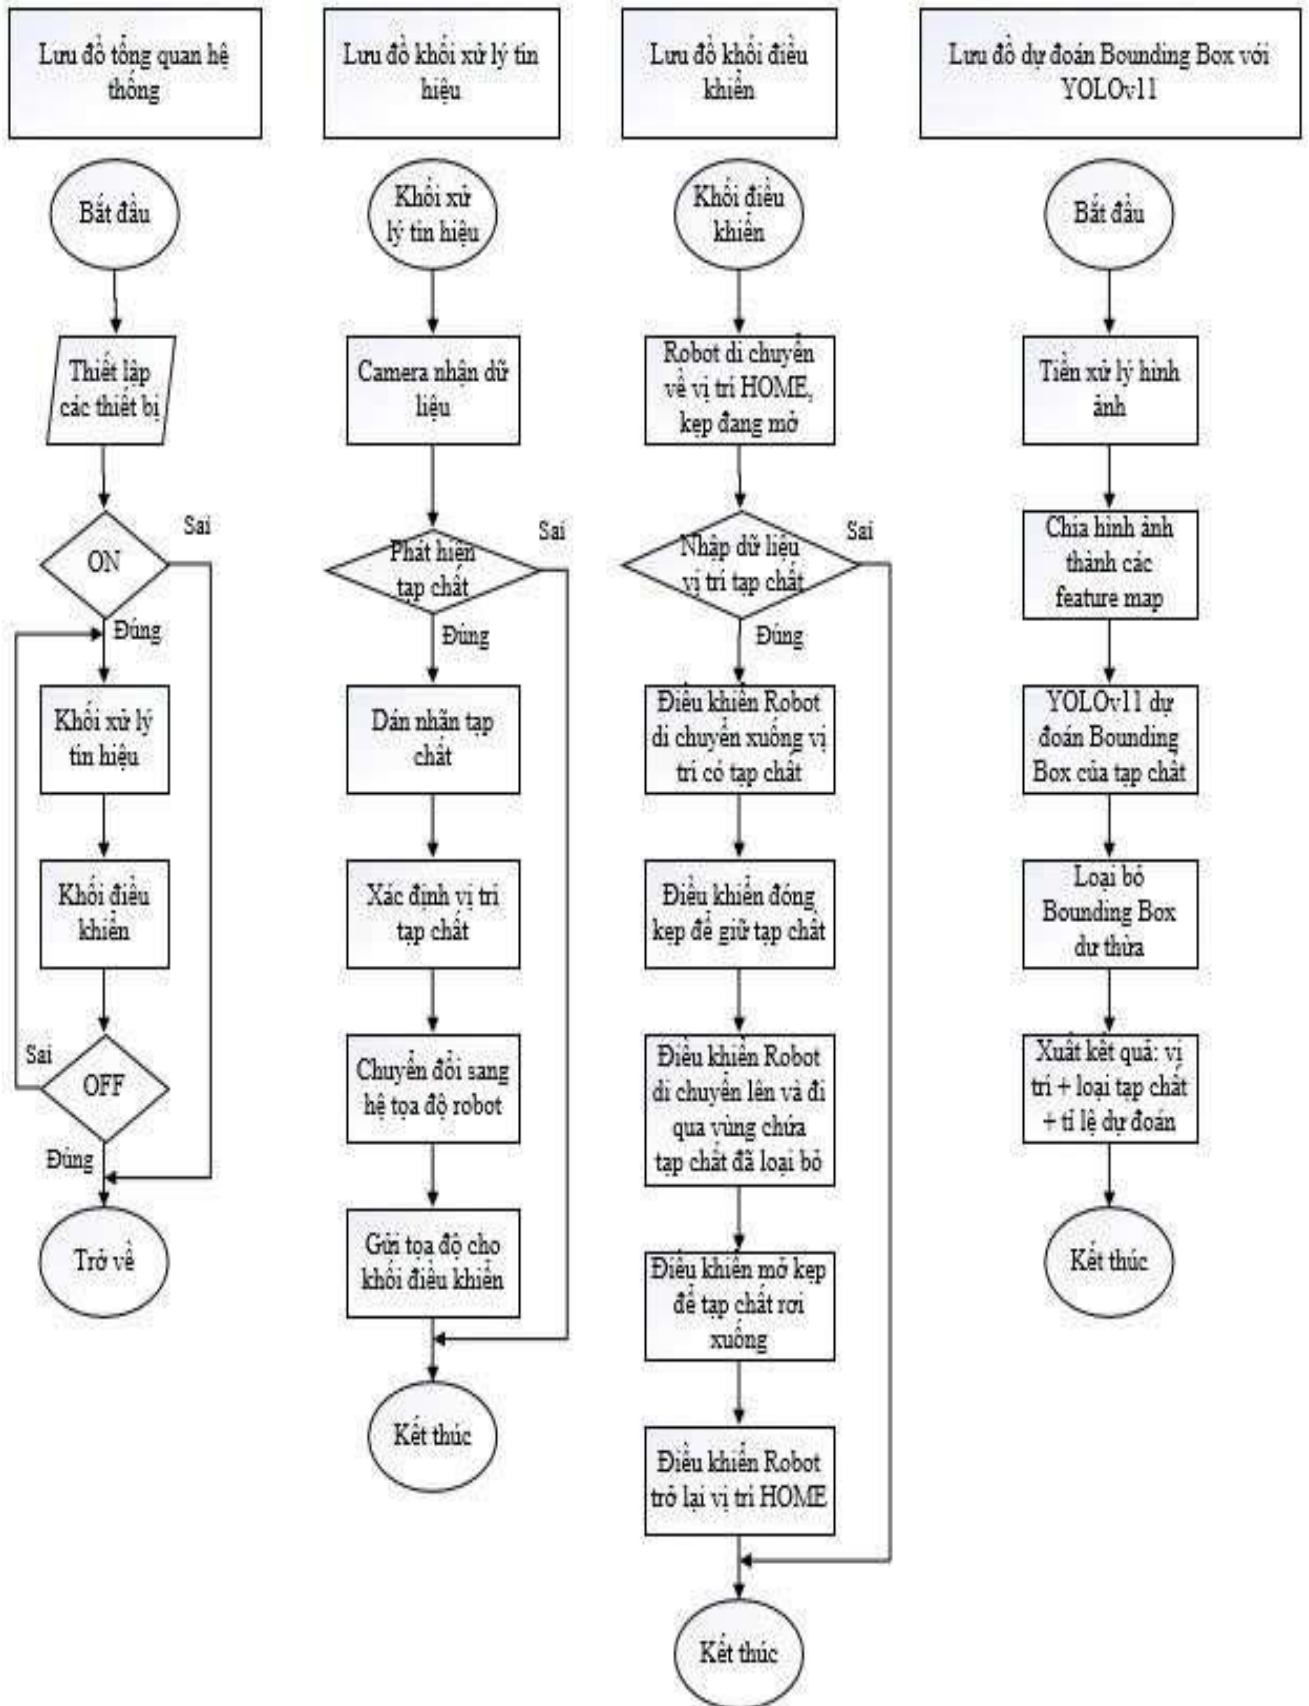 Lưu đồ tổng quan hệ
thống
Bắt đầu
Thiết lập
các thiết bị
ON
Sai
Đúng
Khối xử lý
tin hiệu
Khối điều
khiển
Sai
OFF
Đúng
Trở về
Lưu đồ khối xử lý tin
hiệu
Khối xử
lý tin hiệu
Camera nhận dữ
liệu
Phát hiện
tạp chất
Sai
Đúng
Dán nhãn tạp
chất
Xác định vị trí
tạp chất
Chuyển đổi sang
hệ tọa độ robot
Gửi tọa độ cho
khối điều khiển
Kết thúc
Lưu đồ khối điều
khiển
Khối điều
khiển
Robot di chuyển
về vị trí HOME,
kẹp đang mở
Nhập dữ liệu
vị trí tạp chất
Sai
Đúng
Điều khiển Robot
di chuyển xuống vị
trí có tạp chất
Điều khiển đóng
kẹp để giữ tạp chất
Điều khiển Robot
di chuyển lên và đi
qua vùng chứa
tạp chất đã loại bỏ
Điều khiển mở kẹp
để tạp chất rơi
xuống
Điều khiển Robot
trở lại vị trí HOME
Kết thúc
Lưu đồ dự đoán Bounding Box với
YOLOv11
Bắt đầu
Tiền xử lý hình
ảnh
Chia hình ảnh
thành các
feature map
YOLOv11 dự
đoán Bounding
Box của tạp chất
Loại bỏ
Bounding Box
dư thừa
Xuất kết quả: vị
trí + loại tạp chất
+ tỉ lệ dự đoán
Kết thúc